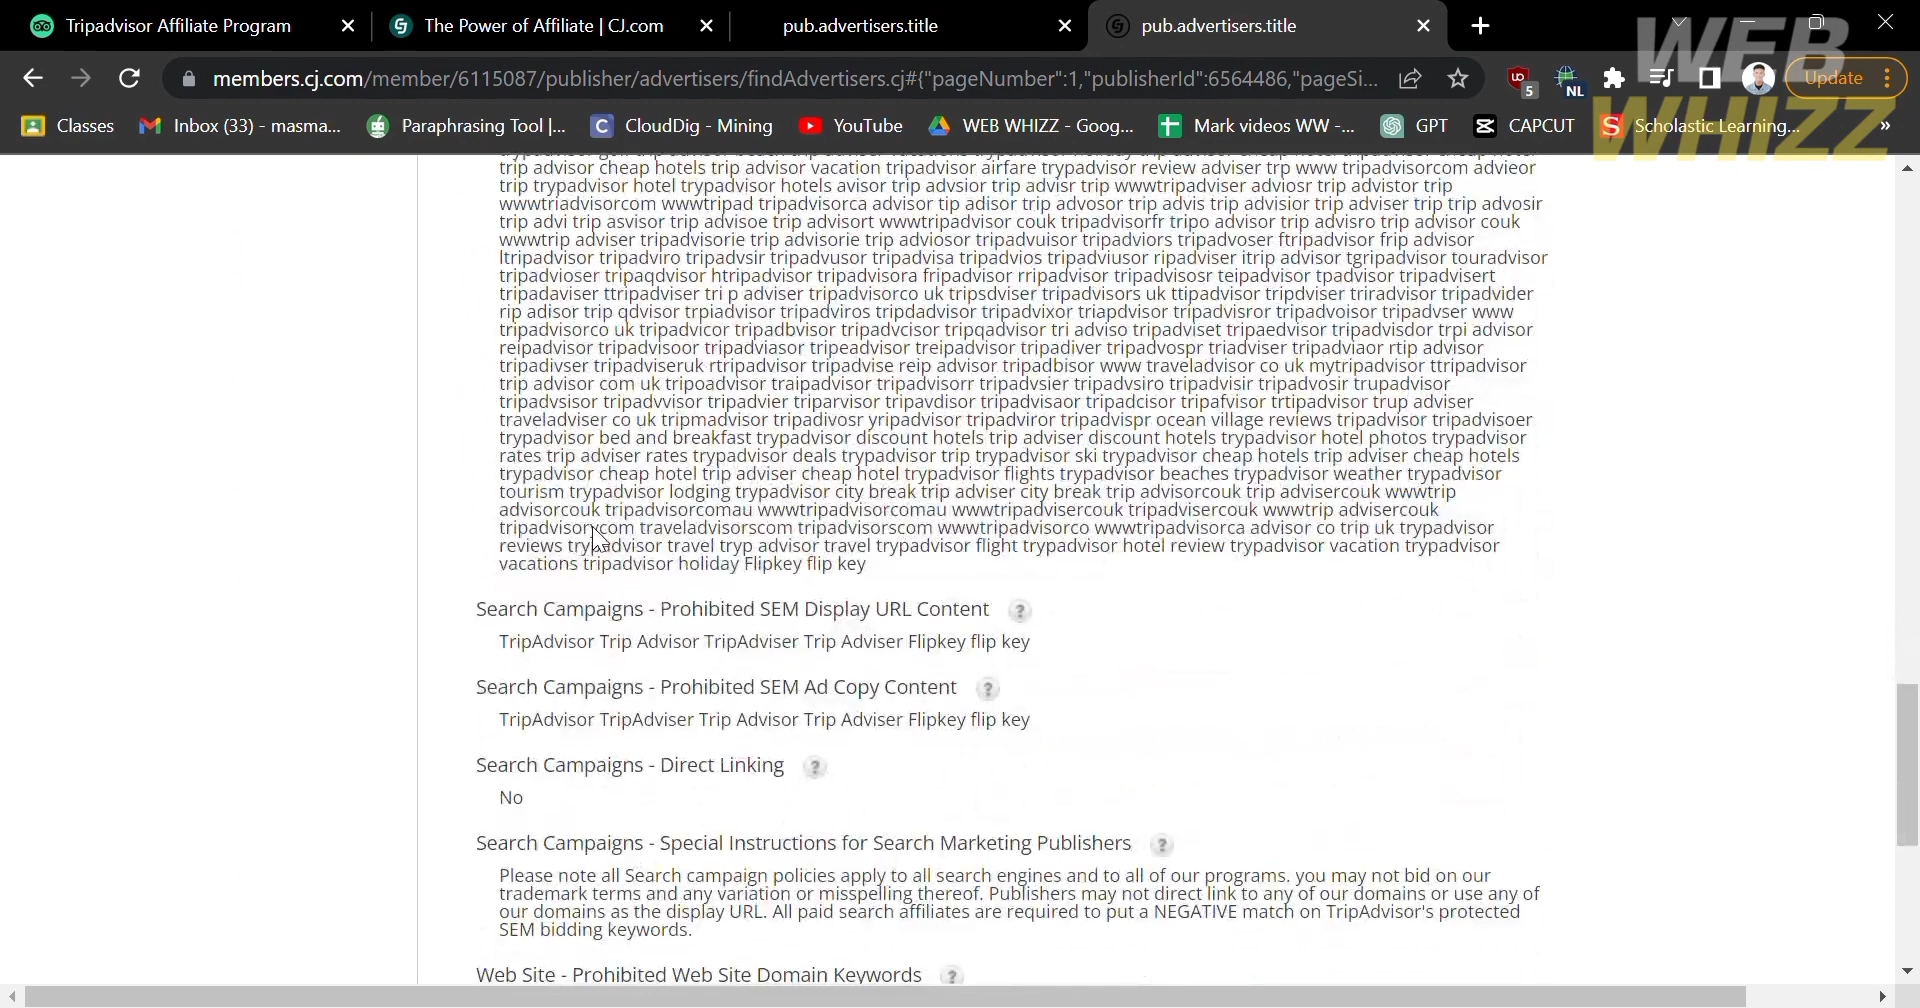 Tripadvisor Affiliate Program
The Power of Affiliate | CJ.com
pub.advertisers.title
pub.advertisers.title
WEB
WHIZZ
members.cj.com/member/6115087/publisher/advertisers/findAdvertisers.cj#{"pageNumber":1,"publisherId":6564486,"pageSi...
5
NL
Update
Classes
Inbox (33) - masma...
Paraphrasing Tool |...
CloudDig - Mining
YouTube
WEB WHIZZ - Goog...
Mark videos WW -...
GPT
CAPCUT
Scholastic Learning...
trip advisor cheap hotels trip advisor vacation tripadvisor airfare trypadvisor review adviser trp www tripadvisorcom advieor
trip trypadvisor hotel trypadvisor hotels avisor trip advsior trip advisr trip wwwtripadviser adviosr trip advistor trip
wwwtriadvisorcom wwwtripad tripadvisorca advisor tip adisor trip advosor trip advis trip advisior trip adviser trip trip advosir
trip advi trip asvisor trip advisoe trip advisort wwwtripadvisor couk tripadvisorfr tripo advisor trip advisro trip advisor couk
wwwtrip adviser tripadvisorie trip advisorie trip adviosor tripadvuisor tripadviors tripadvoser ftripadvisor frip advisor
ltripadvisor tripadviro tripadvsir tripadvusor tripadvisa tripadvios tripadviusor ripadviser itrip advisor tgripadvisor touradvisor
tripadvioser tripaqdvisor htripadvisor tripadvisora fripadvisor rripadvisor tripadvisosr teipadvisor tpadvisor tripadvisert
tripadaviser ttripadviser tri p adviser tripadvisorco uk tripsdviser tripadvisors uk ttipadvisor tripdviser triradvisor tripadvider
rip adisor trip qdvisor trpiadvisor tripadviros tripdadvisor tripadvixor triapdvisor tripadvisror tripadvoisor tripadvser www
tripadvisorco uk tripadvicor tripadbvisor tripadvcisor tripqadvisor tri adviso tripadviset tripaedvisor tripadvisdor trpi advisor
reipadvisor tripadvisoor tripadviasor tripeadvisor treipadvisor tripadiver tripadvospr triadviser tripadviaor rtip advisor
tripadivser tripadviseruk rtripadvisor tripadvise reip advisor tripadbisor www traveladvisor co uk mytripadvisor ttripadvisor
trip advisor com uk tripoadvisor traipadvisor tripadvisorr tripadvsier tripadvsiro tripadvisir tripadvosir trupadvisor
tripadvsisor tripadvvisor tripadvier triparvisor tripavdisor tripadvisaor tripadcisor tripafvisor trtipadvisor trup adviser
traveladviser co uk tripmadvisor tripadivosr yripadvisor tripadviror tripadvispr ocean village reviews tripadvisor tripadvisoer
trypadvisor bed and breakfast trypadvisor discount hotels trip adviser discount hotels trypadvisor hotel photos trypadvisor
rates trip adviser rates trypadvisor deals trypadvisor trip trypadvisor ski trypadvisor cheap hotels trip adviser cheap hotels
trypadvisor cheap hotel trip adviser cheap hotel trypadvisor flights trypadvisor beaches trypadvisor weather trypadvisor
tourism trypadvisor lodging trypadvisor city break trip adviser city break trip advisorcouk trip advisercouk wwwtrip
advisorcouk tripadvisorcomau wwwtripadvisorcomau wwwtripadvisercouk tripadvisercouk wwwtrip advisercouk
traveladvisorscom tripadvisorscom wwwtripadvisorco wwwtripadvisorca advisor co trip uk trypadvisor
reviews trypadvisor travel tryp advisor travel trypadvisor flight trypadvisor hotel review trypadvisor vacation trypadvisor
vacations tripadvisor holiday Flipkey flip key
Search Campaigns - Prohibited SEM Display URL Content ?
TripAdvisor Trip Advisor TripAdviser Trip Adviser Flipkey flip key
Search Campaigns - Prohibited SEM Ad Copy Content ?
TripAdvisor TripAdviser Trip Advisor Trip Adviser Flipkey flip key
Search Campaigns - Direct Linking ?
No
Search Campaigns - Special Instructions for Search Marketing Publishers ?
Please note all Search campaign policies apply to all search engines and to all of our programs. you may not bid on our
trademark terms and any variation or misspelling thereof. Publishers may not direct link to any of our domains or use any of
our domains as the display URL. All paid search affiliates are required to put a NEGATIVE match on TripAdvisor's protected
SEM bidding keywords.
Web Site - Prohibited Web Site Domain Keywords ?